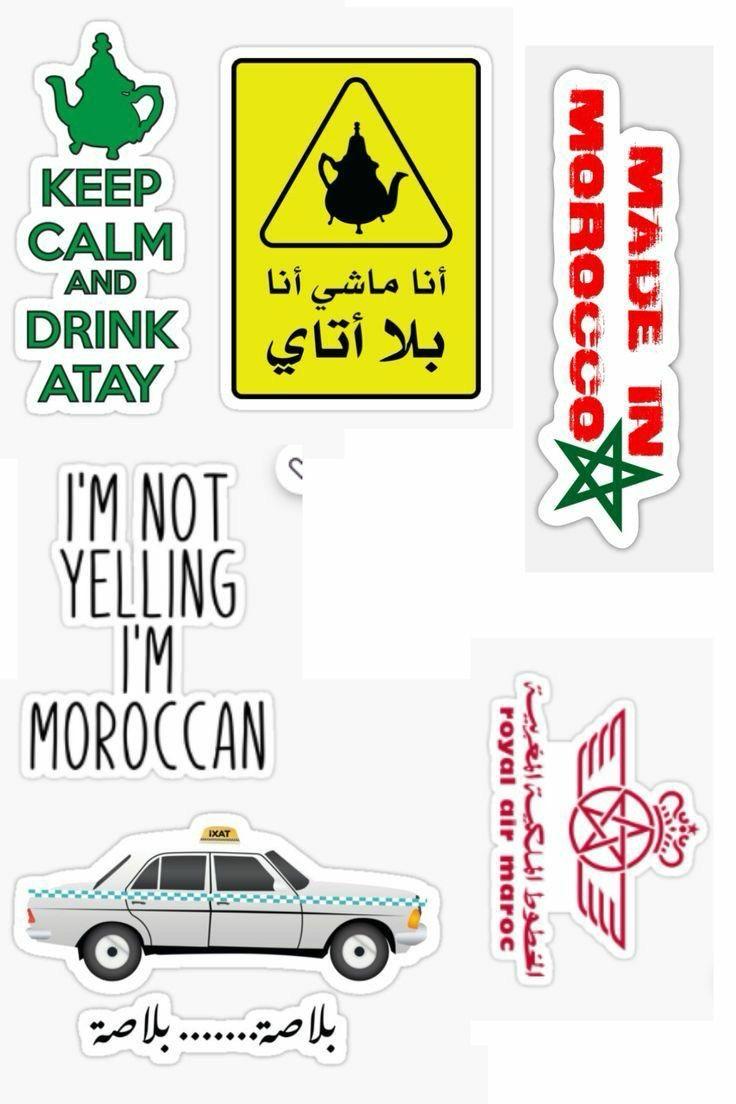 KEEP
CALM
AND
DRINK
ATAY
أنا ماشي أنا
بلا أتاي
MADE IN
MOROCCO
I'M NOT
YELLING
I'M
MOROCCAN
الخطوط الملكية المغربية
royal air maroc
iXAT
بلاصة.......بلاصة